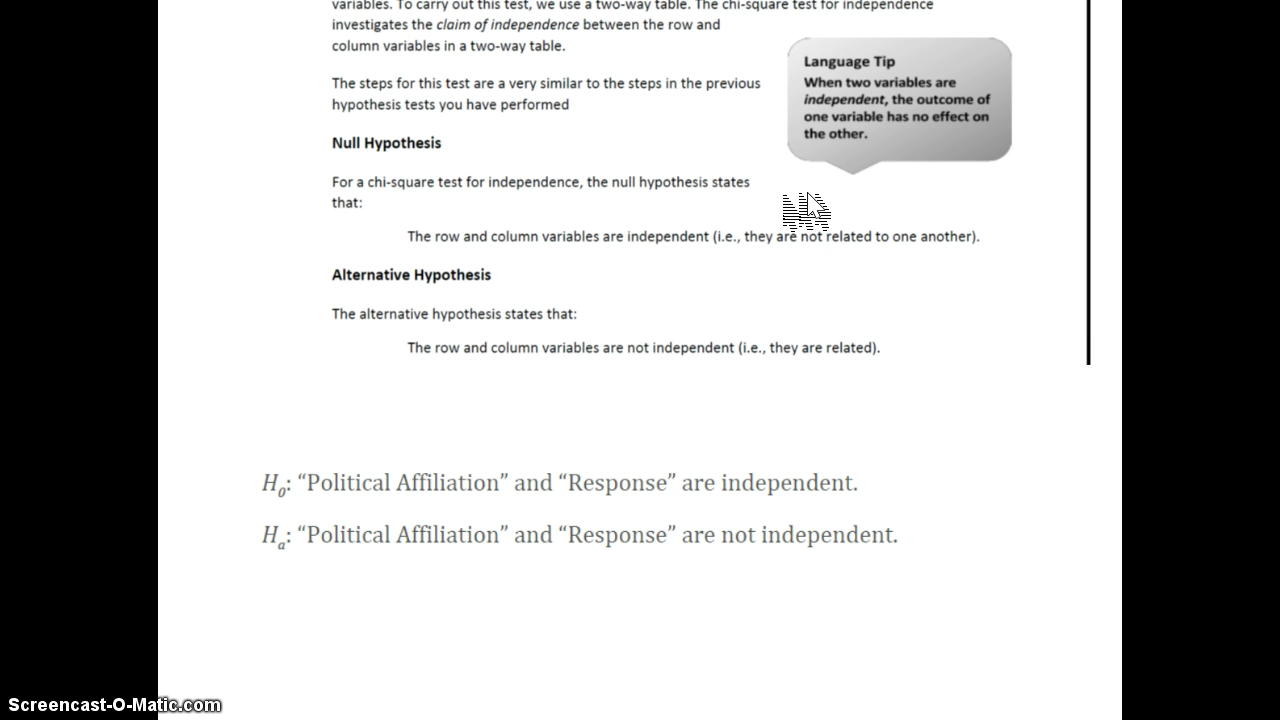 variables. To carry out this test, we use a two-way table. The chi-square test for independence
investigates the claim of independence between the row and
column variables in a two-way table.
Language Tip
When two variables are
independent, the outcome of
one variable has no effect on
the other.
The steps for this test are a very similar to the steps in the previous
hypothesis tests you have performed
Null Hypothesis
For a chi-square test for independence, the null hypothesis states
that:
The row and column variables are independent (i.e., they are not related to one another).
Alternative Hypothesis
The alternative hypothesis states that:
The row and column variables are not independent (i.e., they are related).
H0: “Political Affiliation” and “Response” are independent.
Ha: “Political Affiliation” and “Response” are not independent.
Screencast-O-Matic.com